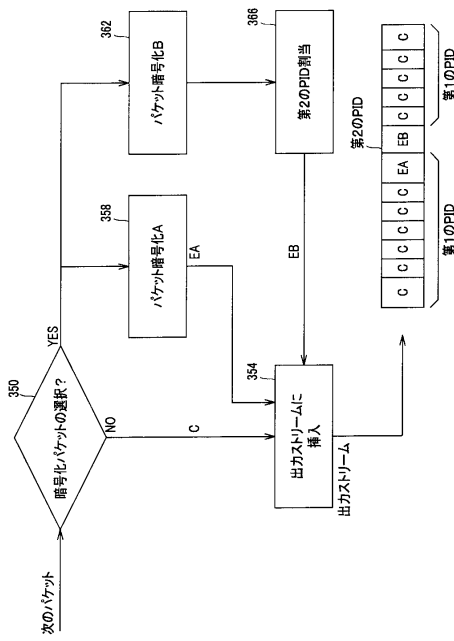 次のパケット
350
暗号化パケットの選択？
YES
NO
C
358
パケット暗号化A
EA
362
パケット暗号化B
366
第2のPID割当
EB
354
出力ストリームに
挿入
出力ストリーム
第2のPID
C C C C C C EA EB C C C C C
第1のPID
第1のPID